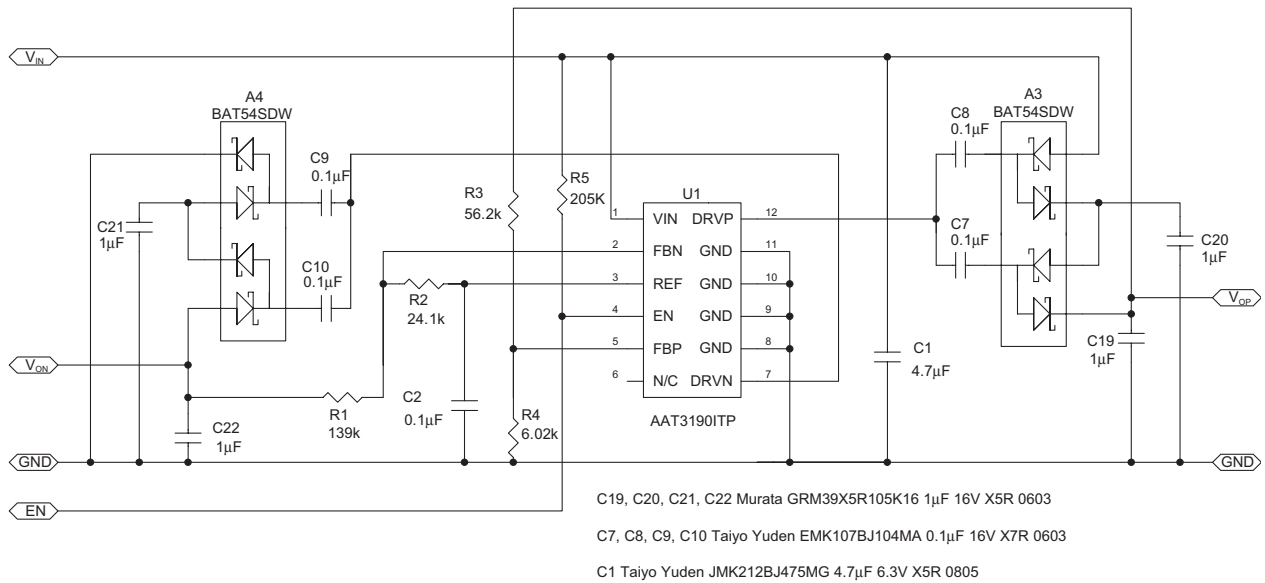 V_IN
A4
BAT54SDW
A3
BAT54SDW
C8
0.1μF
C9
0.1μF
R5
205K
R3
56.2k
U1
1 VIN DRVP 12
2 FBN GND 11
3 REF GND 10
4 EN GND 9
5 FBP GND 8
6 N/C DRVN 7
AAT3190ITP
C21
1μF
C7
0.1μF
C20
1μF
C10
0.1μF
R2
24.1k
V_OP
C19
1μF
C1
4.7μF
V_ON
R1
139k
C2
0.1μF
R4
6.02k
C22
1μF
GND
GND
EN
C19, C20, C21, C22 Murata GRM39X5R105K16 1μF 16V X5R 0603
C7, C8, C9, C10 Taiyo Yuden EMK107BJ104MA 0.1μF 16V X7R 0603
C1 Taiyo Yuden JMK212BJ475MG 4.7μF 6.3V X5R 0805